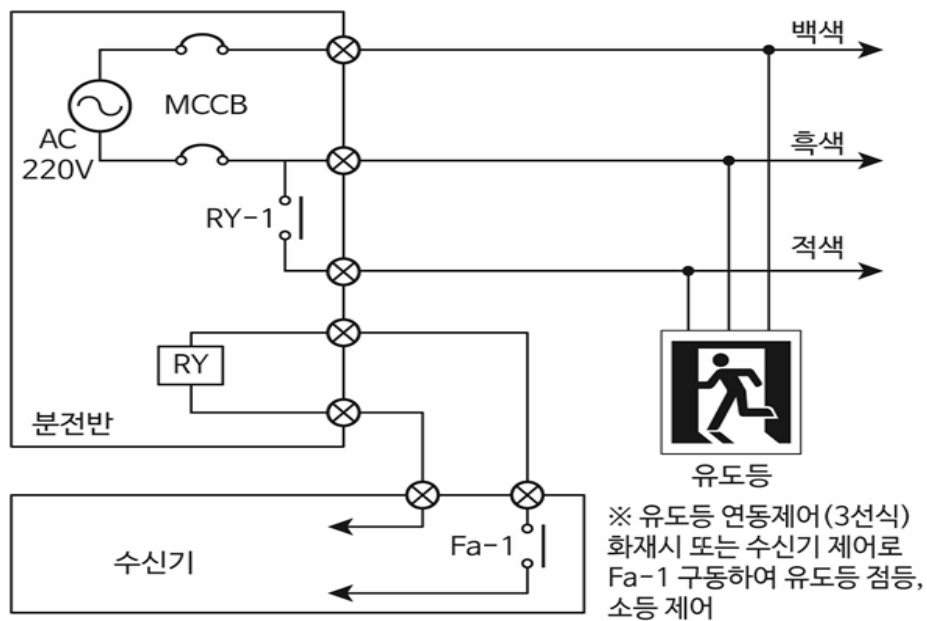 백색
MCCB
AC
220V
흑색
RY-1
적색
RY
분전반
유도등
수신기
Fa-1
※ 유도등 연동제어(3선식)
화재시 또는 수신기 제어로
Fa-1 구동하여 유도등 점등,
소등 제어